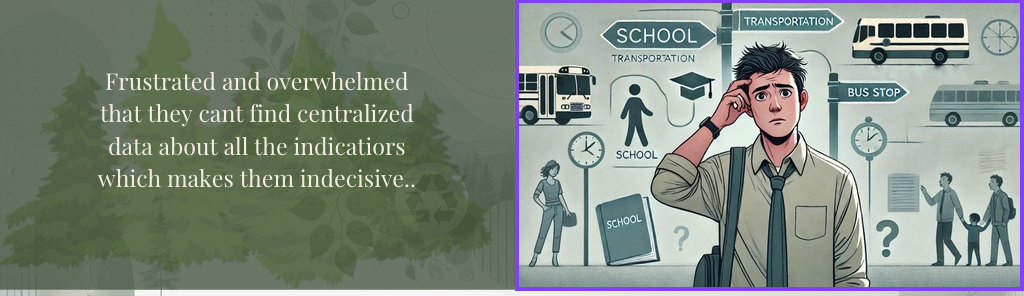 Frustrated and overwhelmed
that they cant find centralized
data about all the indicatiors
which makes them indecisive..
SCHOOL
TRANSPORTATION
TRANSPORTATION
BUS STOP
SCHOOL
SCHOOL
?
?